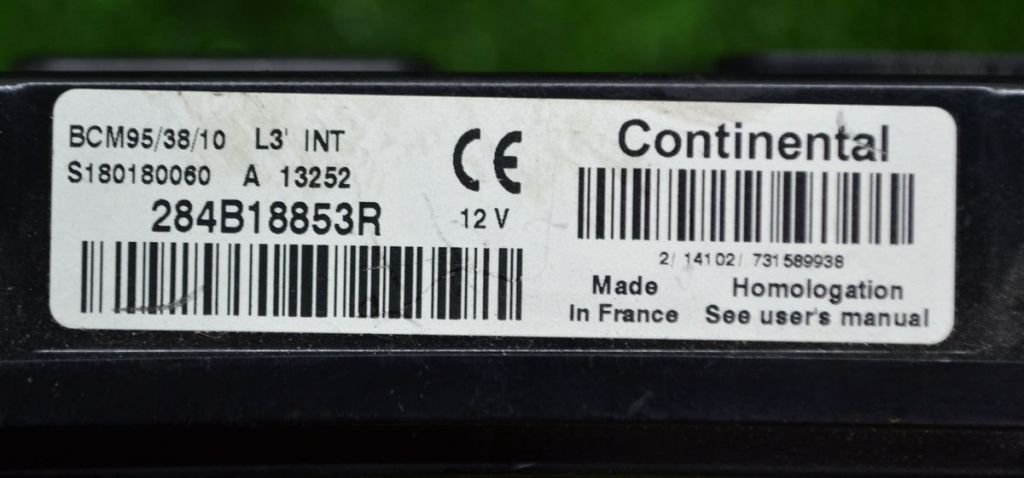 BCM95/38/10 L3' INT
S180180060 A 13252
284B18853R
CE
12 V
Continental
2/ 14102/ 731589938
Made
In France
Homologation
See user's manual